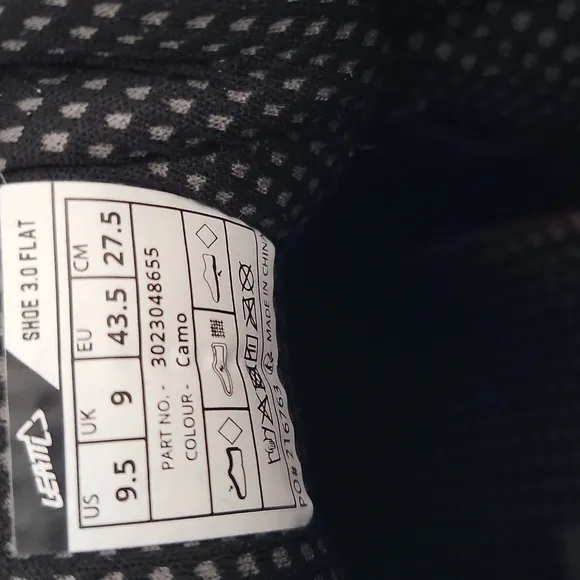 LEATT
SHOE 3.0 FLAT
US UK EU CM
9.5 9 43.5 27.5
PART NO. - 3023048655
COLOUR - Camo
PO# 216763 MADE IN CHINA